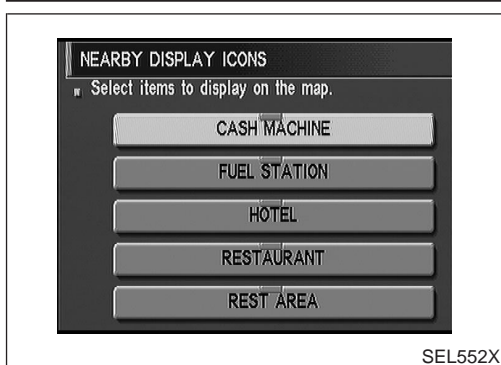 NEARBY DISPLAY ICONS
Select items to display on the map.
CASH MACHINE
FUEL STATION
HOTEL
RESTAURANT
REST AREA
SEL552X